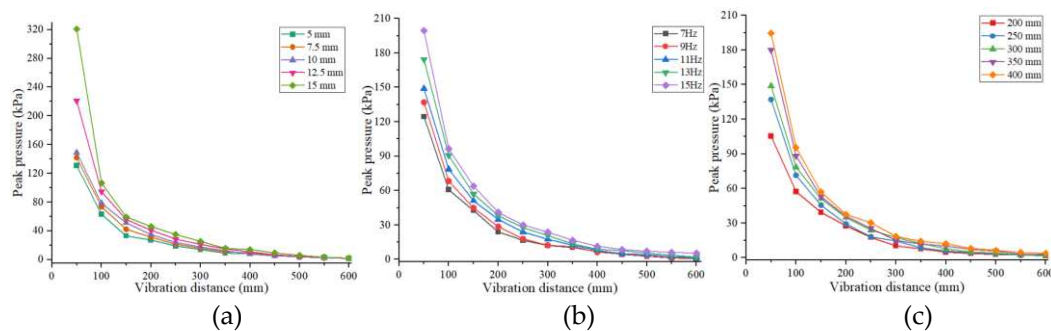 320
280
240
200
160
120
80
40
0
100
200
300
400
500
600
Peak pressure (kPa)
Vibration distance (mm)
5 mm
7.5 mm
10 mm
12.5 mm
15 mm
(a)
210
180
150
120
90
60
30
0
100
200
300
400
500
600
Peak pressure (kPa)
Vibration distance (mm)
7Hz
9Hz
11Hz
13Hz
15Hz
(b)
210
180
150
120
90
60
30
0
100
200
300
400
500
600
Peak pressure (kPa)
Vibration distance (mm)
200 mm
250 mm
300 mm
350 mm
400 mm
(c)